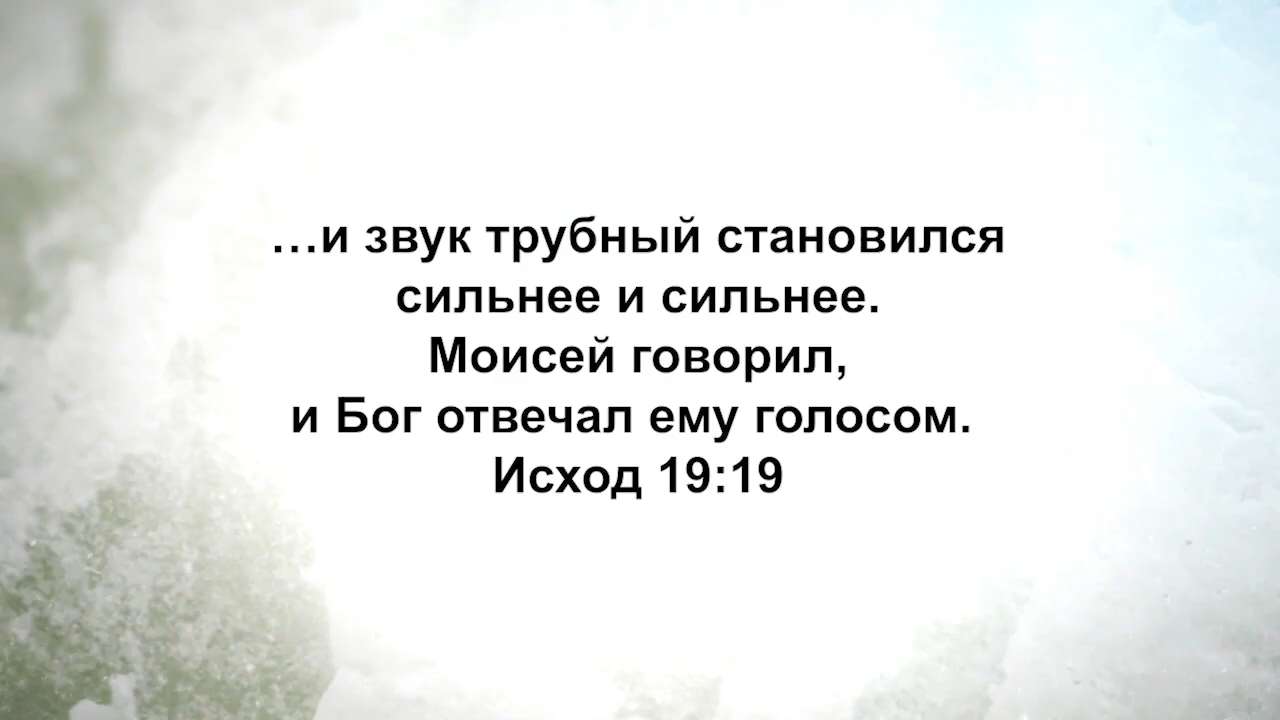 …и звук трубный становился
сильнее и сильнее.
Моисей говорил,
и Бог отвечал ему голосом.
Исход 19:19